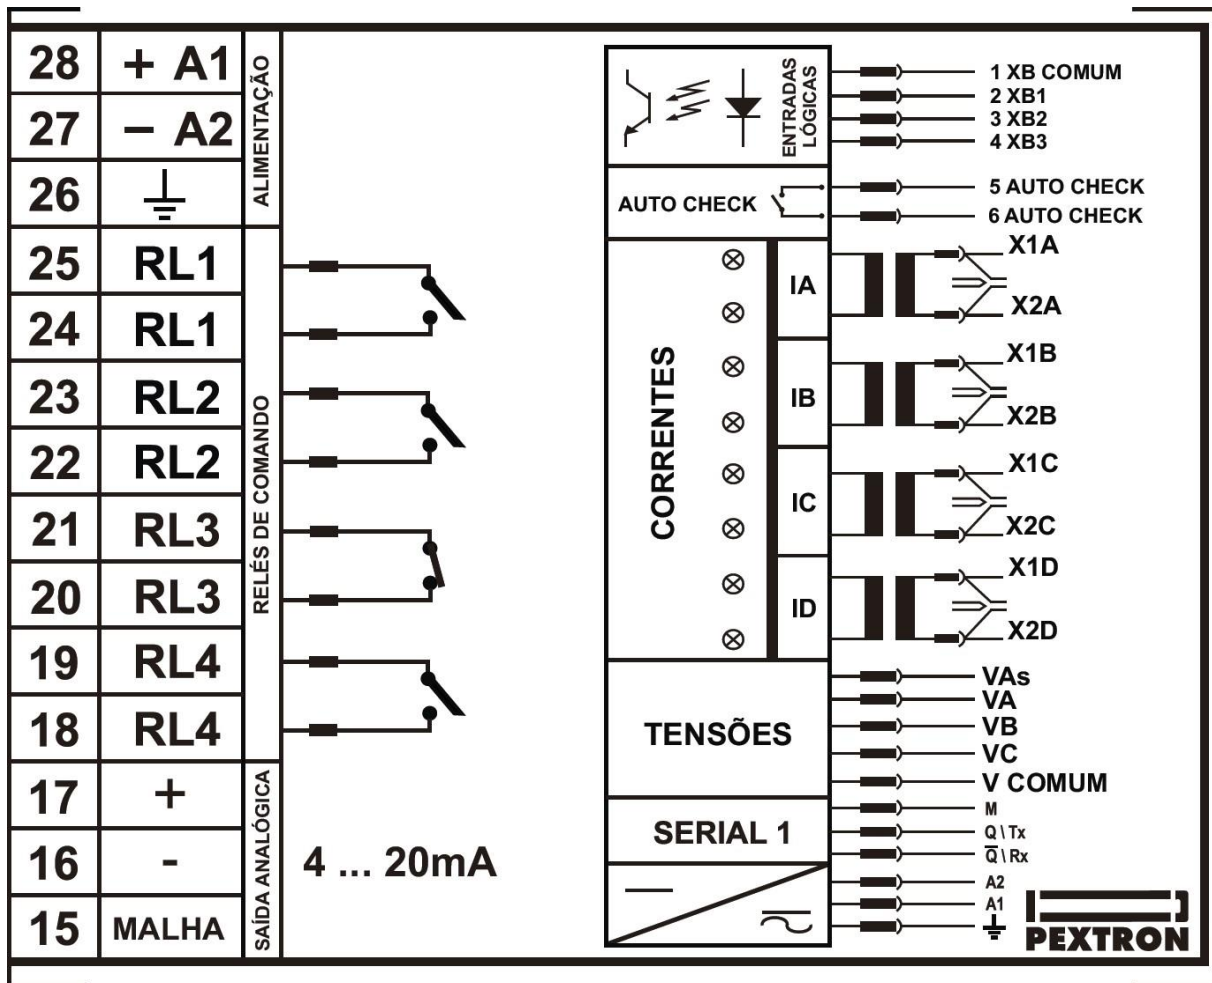 28 + A1
27 − A2
26
ALIMENTAÇÃO
25 RL1
24 RL1
23 RL2
22 RL2
21 RL3
20 RL3
19 RL4
18 RL4
RELÉS DE COMANDO
17 +
16 -
15 MALHA
SAÍDA ANALÓGICA
4 ... 20mA
ENTRADAS
LÓGICAS
1 XB COMUM
2 XB1
3 XB2
4 XB3
AUTO CHECK
5 AUTO CHECK
6 AUTO CHECK
CORRENTES
IA
X1A
X2A
IB
X1B
X2B
IC
X1C
X2C
ID
X1D
X2D
TENSÕES
VAs
VA
VB
VC
V COMUM
SERIAL 1
M
Q \ Tx
Q̅ \ Rx
A2
A1
PEXTRON